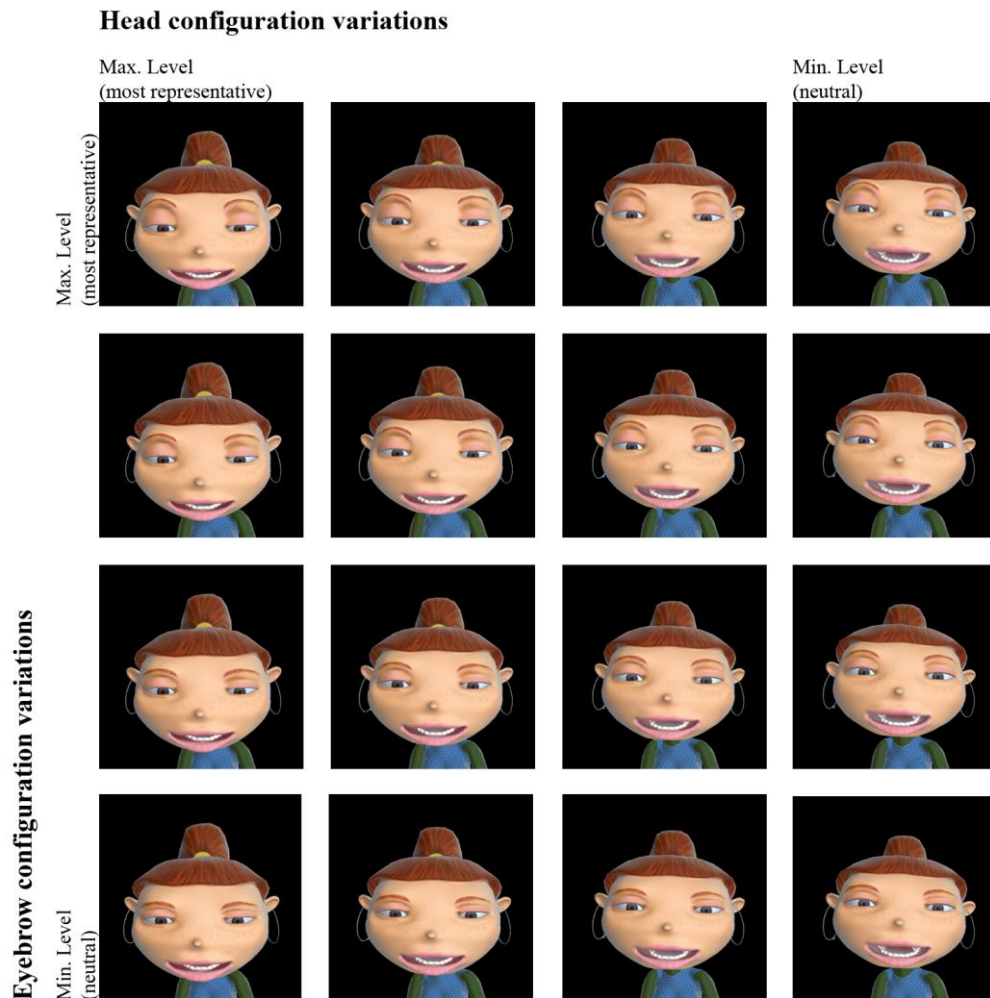 Head configuration variations
Max. Level
(most representative)
Min. Level
(neutral)
Max. Level
(most representative)
Eyebrow configuration variations
Min. Level
(neutral)